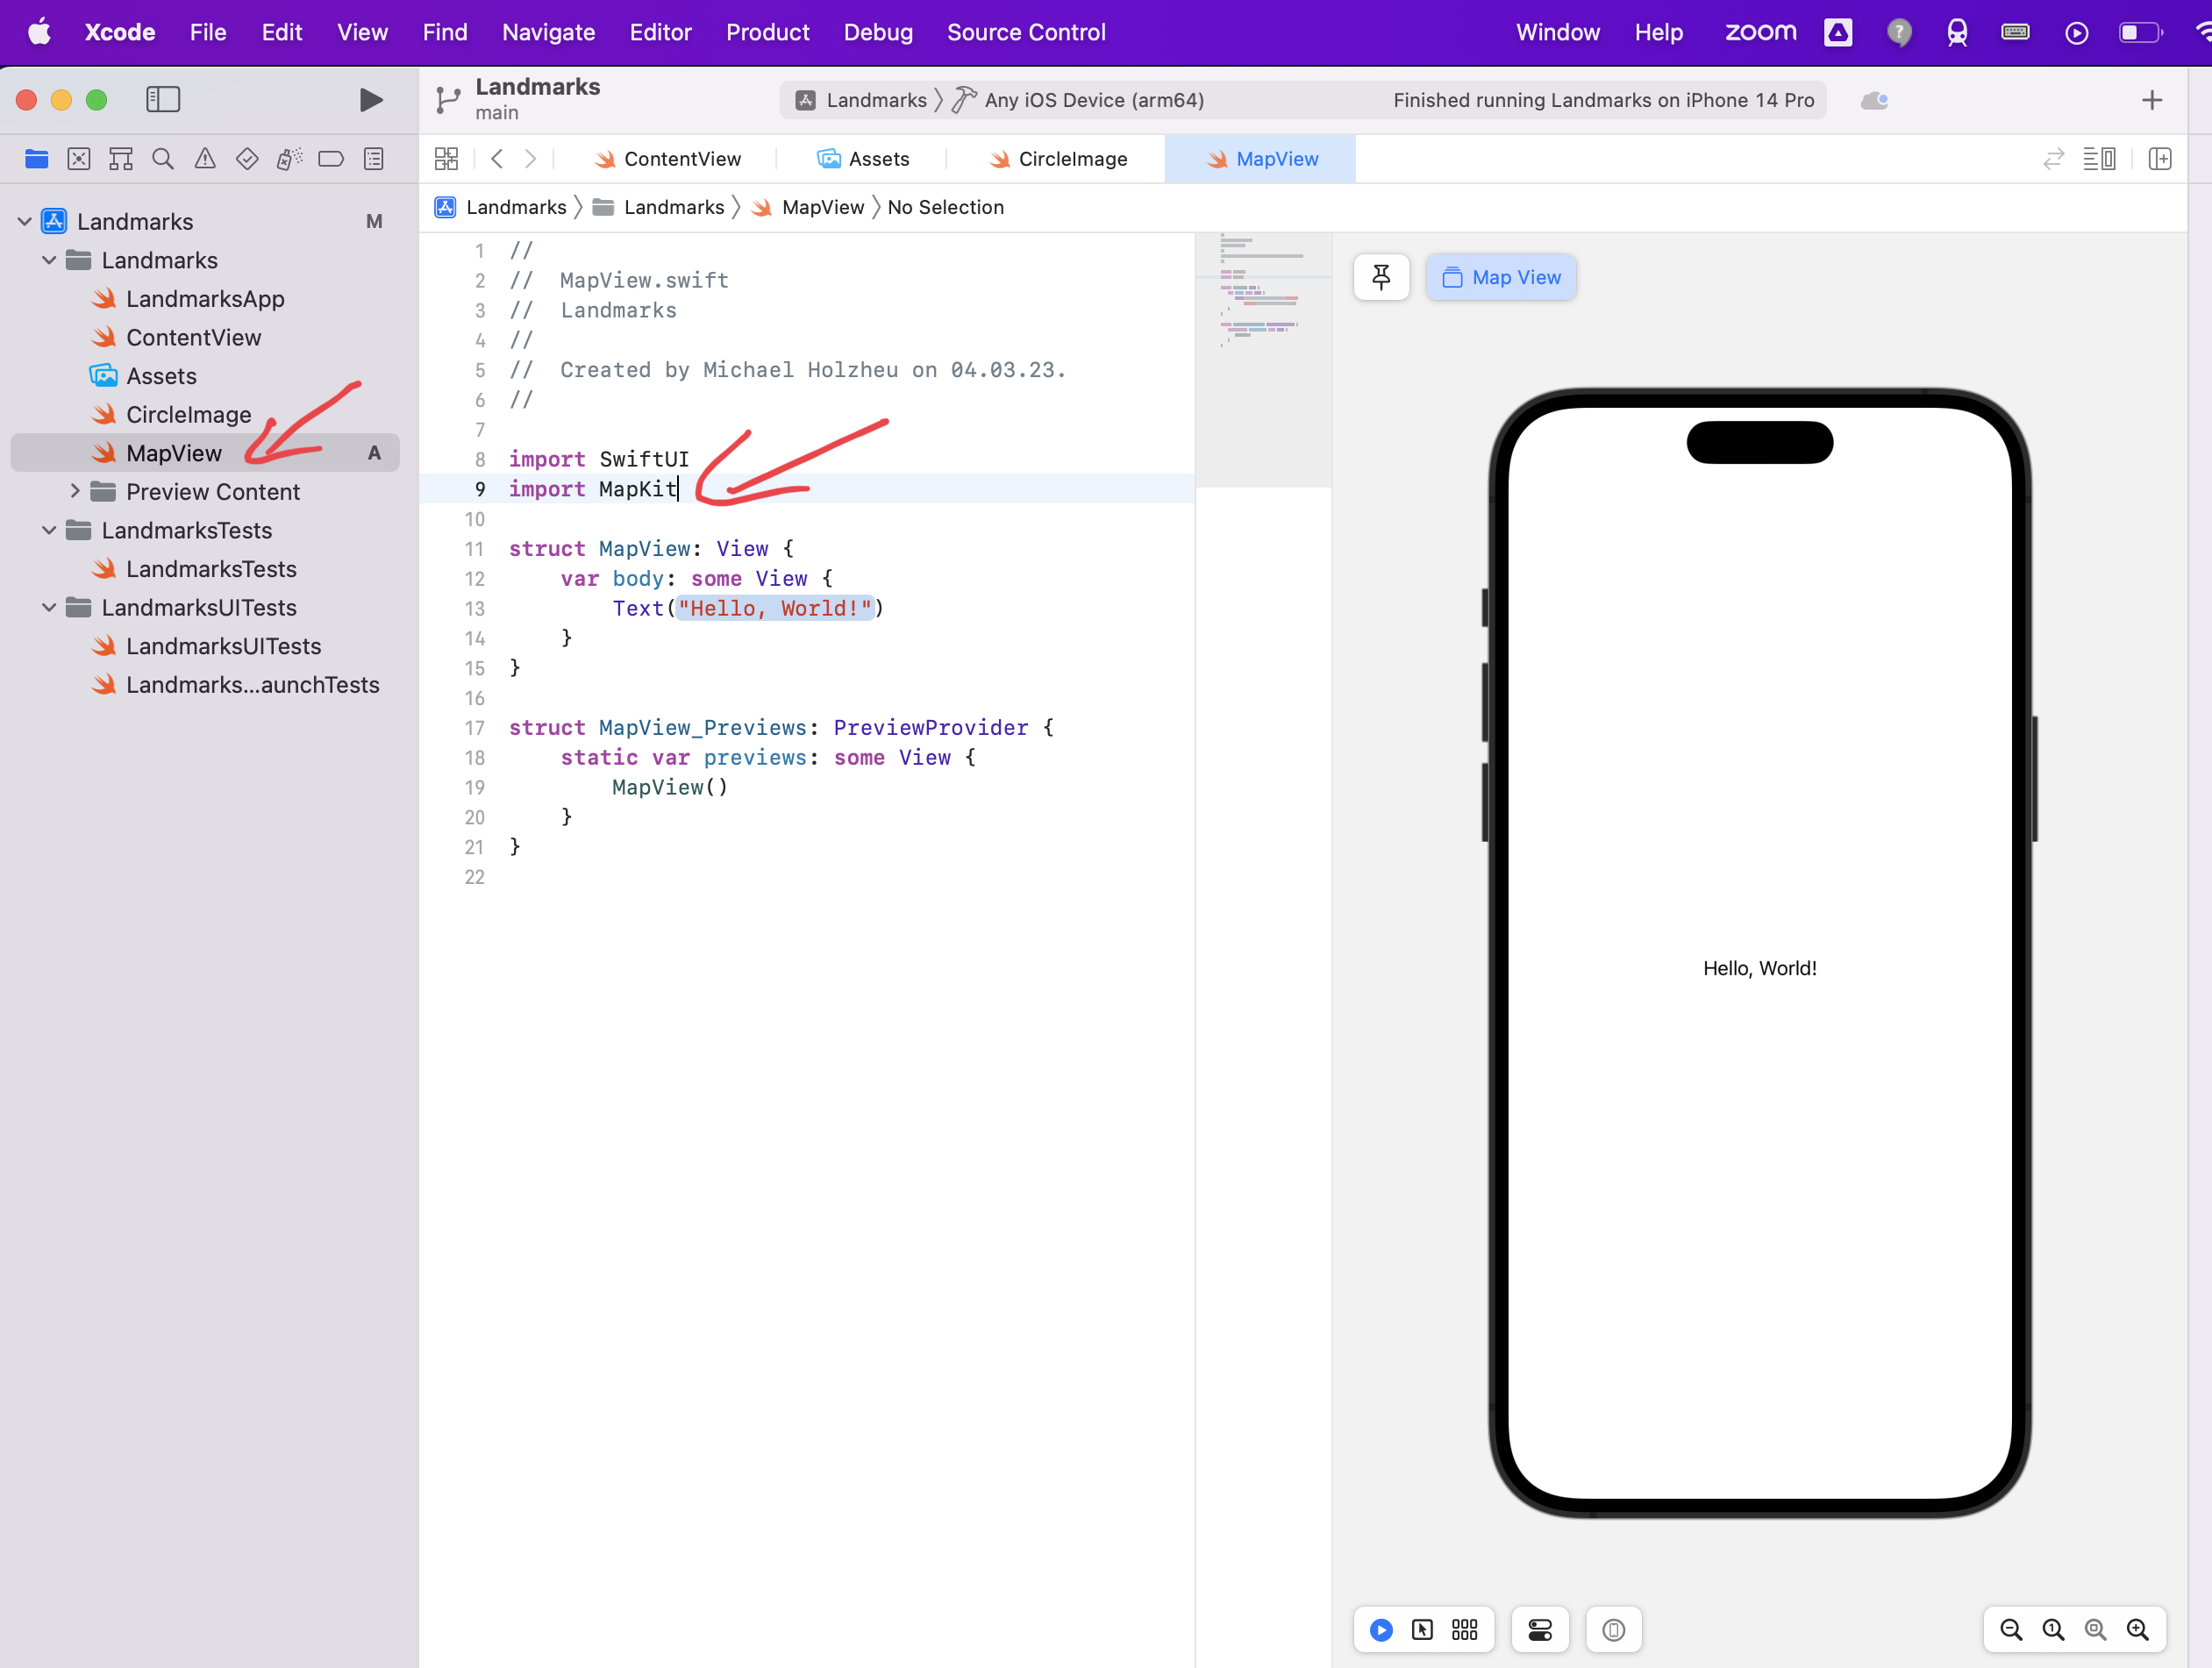 Xcode File Edit View Find Navigate Editor Product Debug Source Control Window Help zoom
Landmarks
main
Landmarks Any iOS Device (arm64) Finished running Landmarks on iPhone 14 Pro
ContentView Assets CircleImage MapView
Landmarks Landmarks MapView No Selection
Landmarks M
Landmarks
LandmarksApp
ContentView
Assets
CircleImage
MapView A
Preview Content
LandmarksTests
LandmarksTests
LandmarksUITests
LandmarksUITests
Landmarks...aunchTests
1 //
2 //  MapView.swift
3 //  Landmarks
4 //
5 //  Created by Michael Holzheu on 04.03.23.
6 //
7
8 import SwiftUI
9 import MapKit
10
11 struct MapView: View {
12     var body: some View {
13         Text("Hello, World!")
14     }
15 }
16
17 struct MapView_Previews: PreviewProvider {
18     static var previews: some View {
19         MapView()
20     }
21 }
22
Map View
Hello, World!